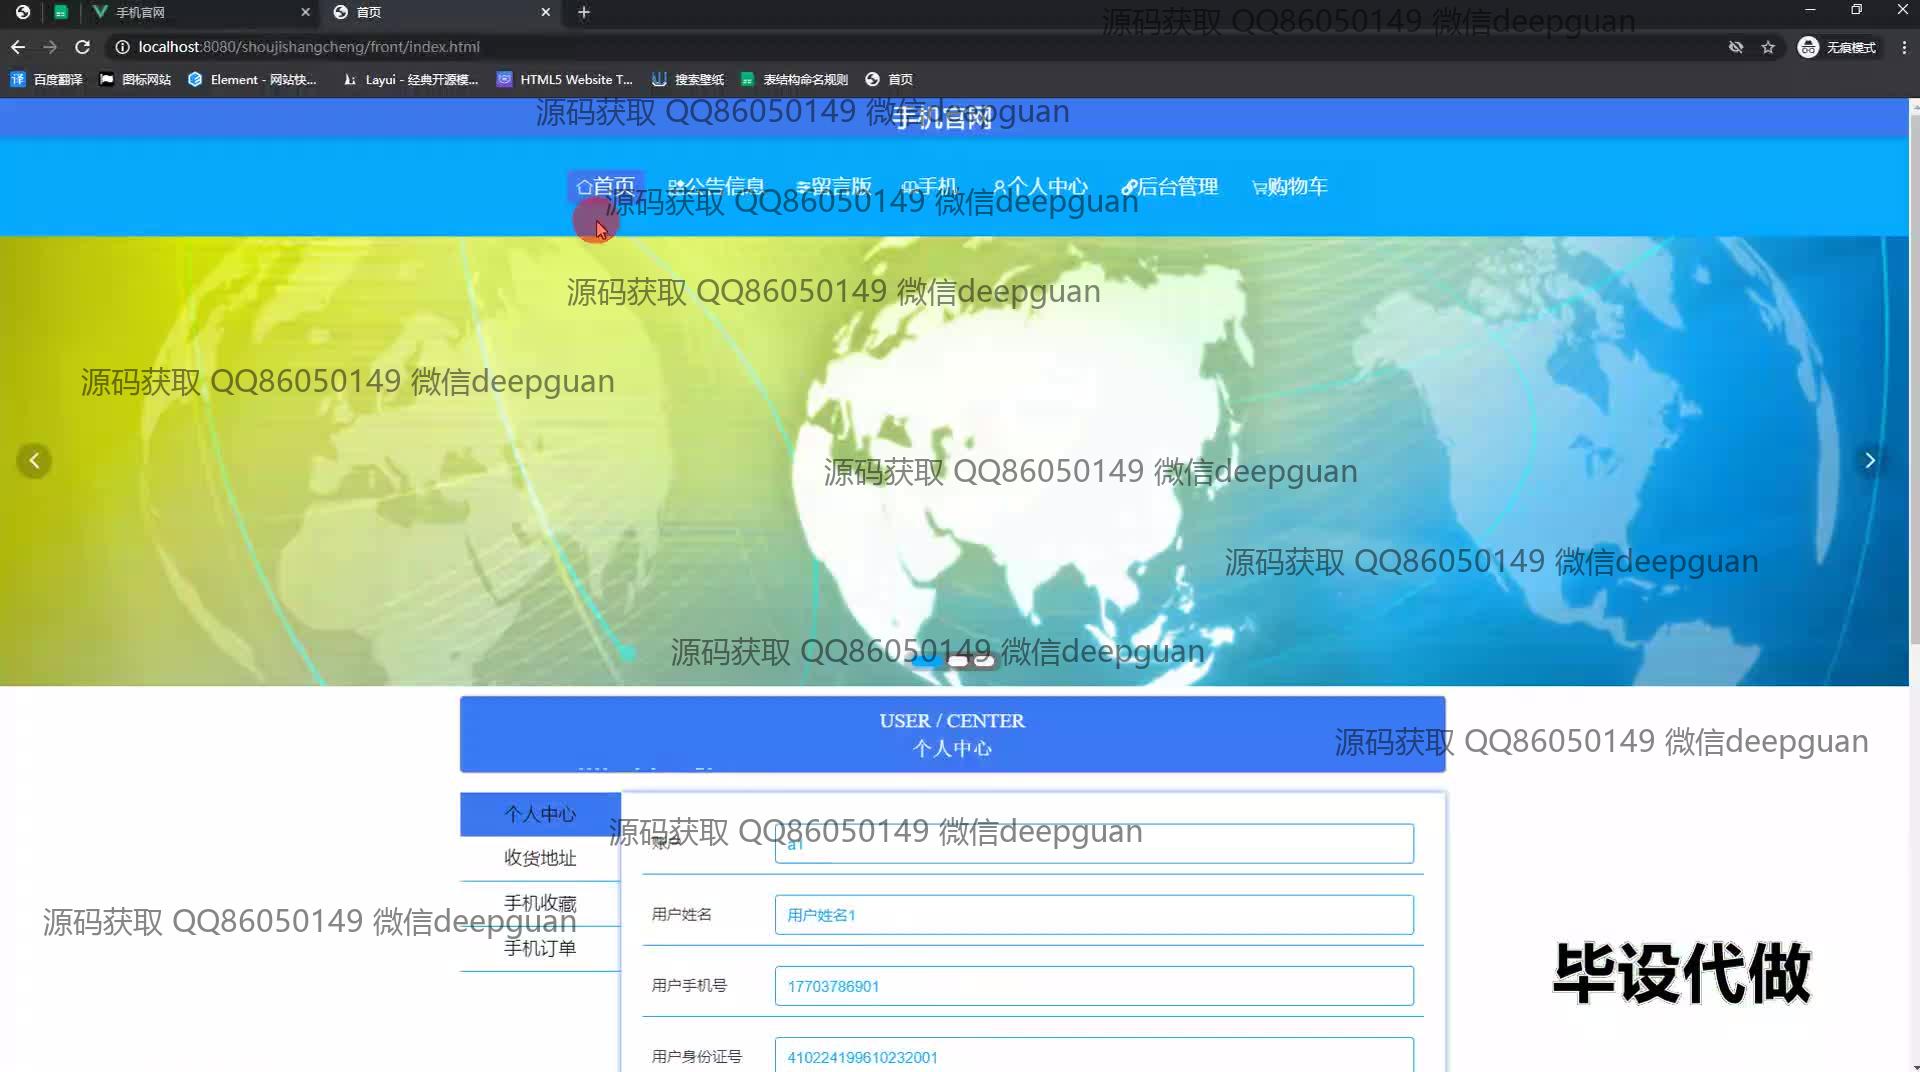 手机官网
首页
源码获取 QQ86050149 微信deepguan
localhost:8080/shoujishangcheng/front/index.html
无痕模式
百度翻译
图标网站
Element - 网站快...
Layui - 经典开源模...
HTML5 Website T...
搜索壁纸
表结构命名规则
首页
源码获取 QQ86050149 微信deepguan
手机官网
首页
公告信息
留言版
手机
个人中心
后台管理
购物车
源码获取 QQ86050149 微信deepguan
源码获取 QQ86050149 微信deepguan
源码获取 QQ86050149 微信deepguan
源码获取 QQ86050149 微信deepguan
源码获取 QQ86050149 微信deepguan
源码获取 QQ86050149 微信deepguan
USER / CENTER
个人中心
源码获取 QQ86050149 微信deepguan
个人中心
收货地址
手机收藏
手机订单
源码获取 QQ86050149 微信deepguan
账户
a1
源码获取 QQ86050149 微信deepguan
用户姓名
用户姓名1
用户手机号
17703786901
用户身份证号
410224199610232001
毕设代做